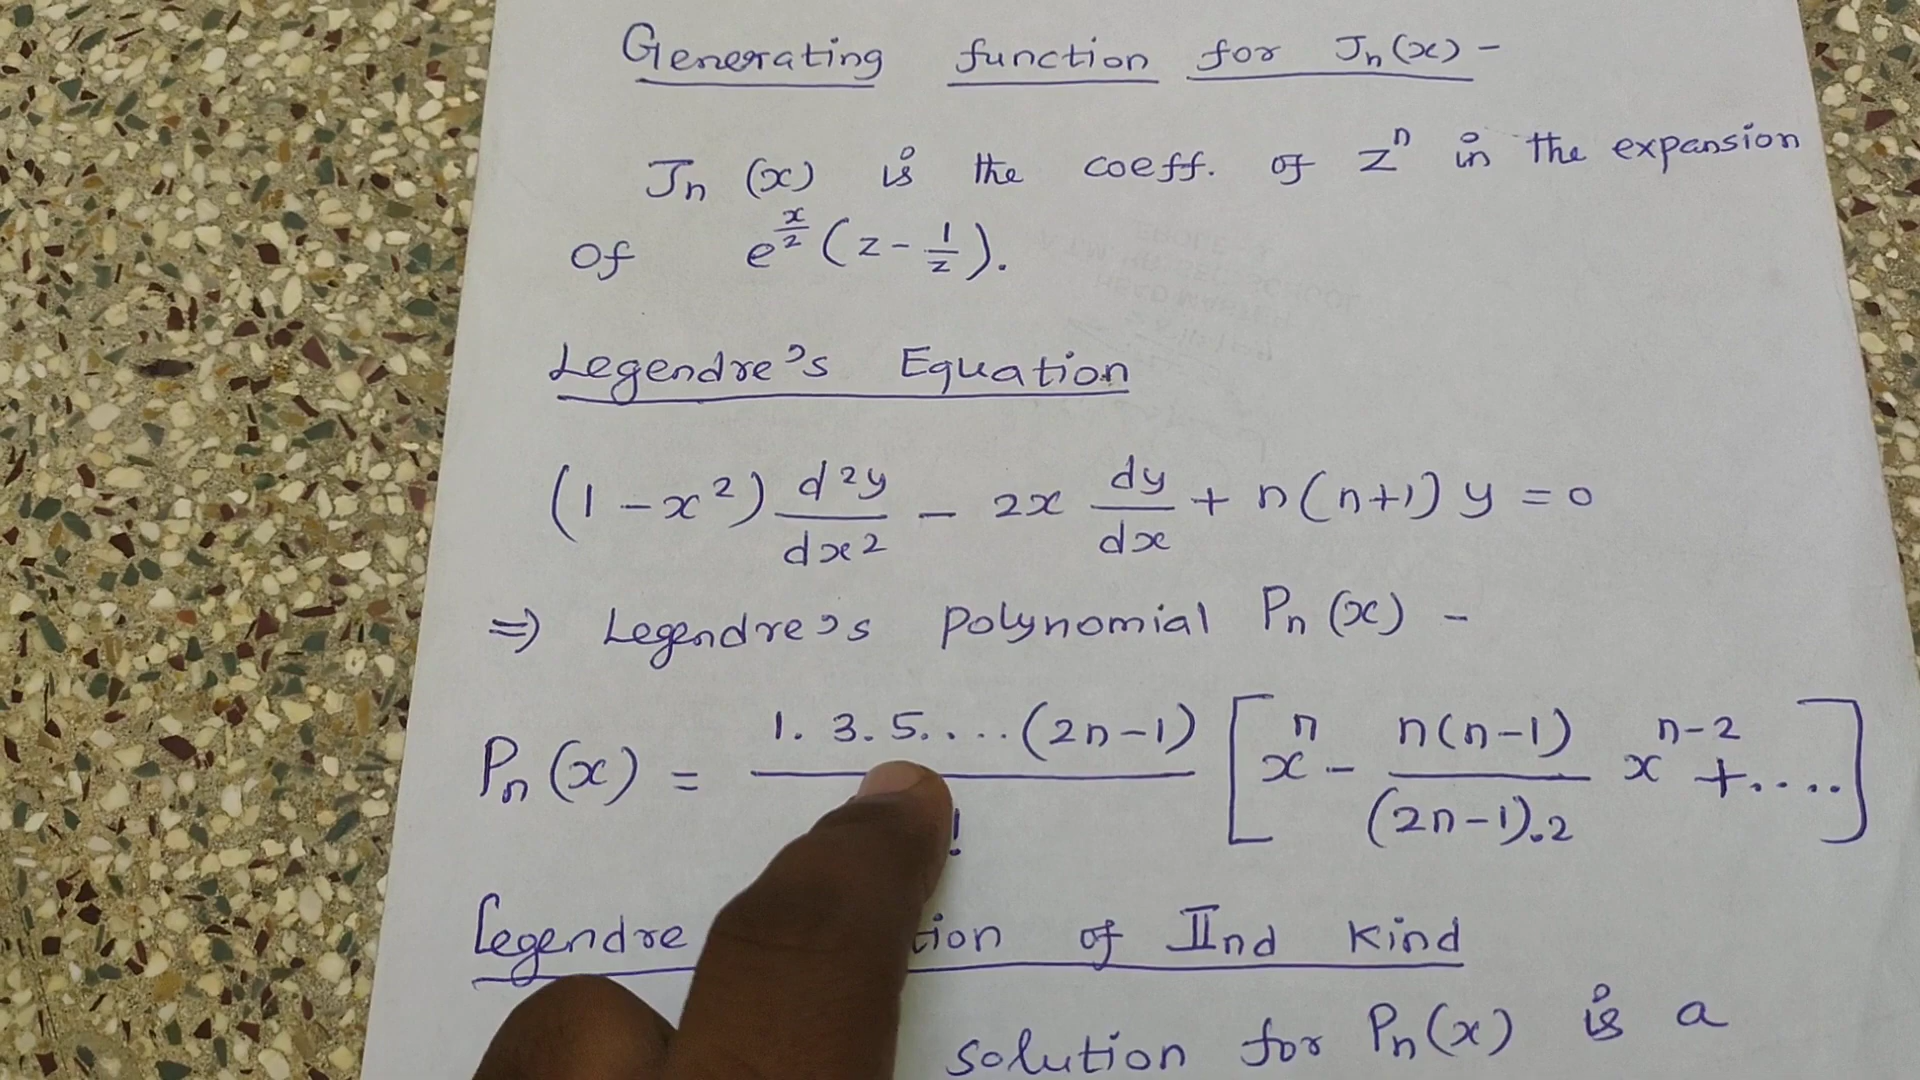 Generating function for Jn(x) -
Jn (x) is the coeff. of z^n in the expansion
of e^(x/2) (z - 1/z).
Legendre's Equation
(1 - x²) d²y/dx² - 2x dy/dx + n(n+1) y = 0
⇒ Legendre's polynomial Pn (x) -
Pn (x) = 1. 3. 5. ... (2n-1) / ! [x^n - n(n-1)/(2n-1).2 x^(n-2) + ....]
Legendre of IInd kind
solution for Pn(x) is a